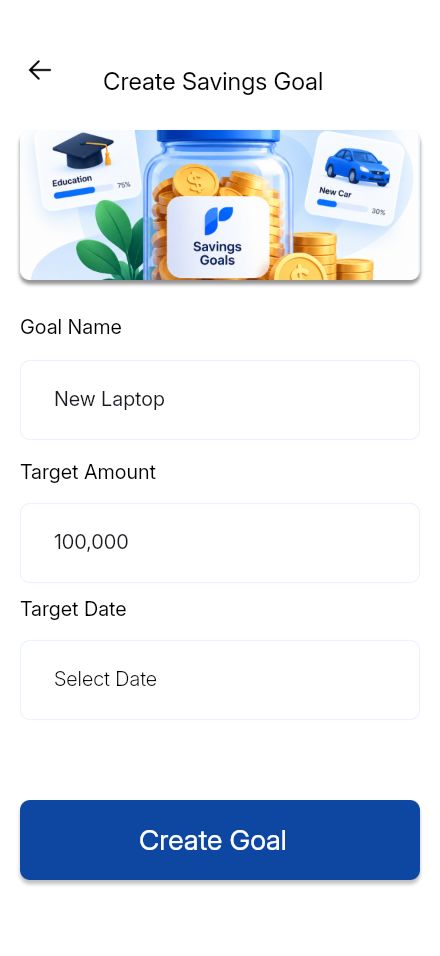 Create Savings Goal
Education
75%
New Car
30%
Savings
Goals
Goal Name
New Laptop
Target Amount
100,000
Target Date
Select Date
Create Goal